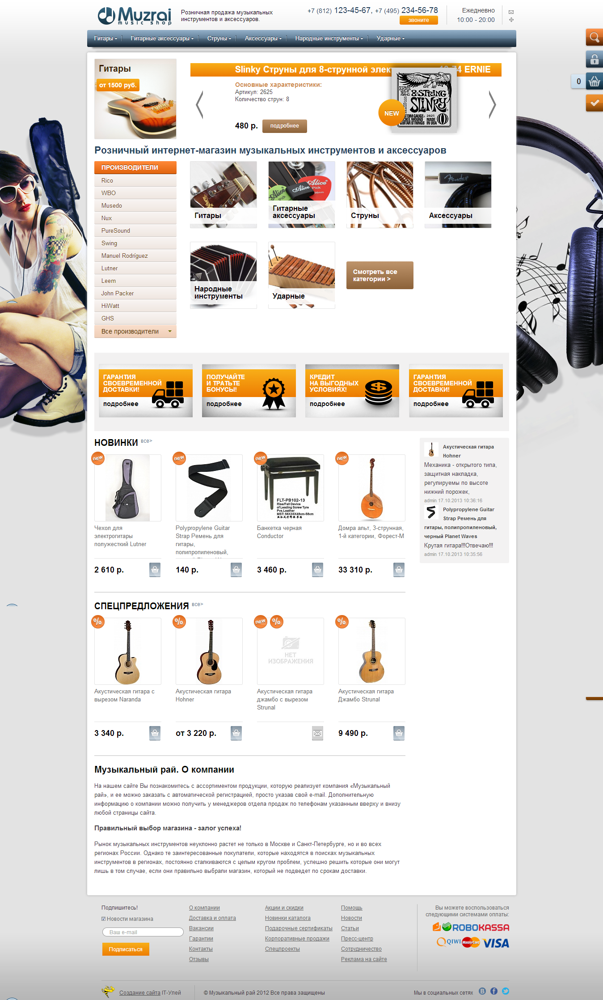 Muzrai
music shop
Розничная продажа музыкальных
инструментов и аксессуаров.
+7 (812) 123-45-67, +7 (495) 234-56-78
звоните
Ежедневно
10:00 - 20:00
Гитары
Гитарные аксессуары
Струны
Аксессуары
Народные инструменты
Ударные
0
Гитары
от 1500 руб.
Slinky Струны для 8-струнной элек
74 ERNIE
Основные характеристики:
Артикул: 2625
Количество струн: 8
480 р.
подробнее
NEW
ERNIE
BALL
8-STRING
SLINKY
CUSTOM GAUGE
NICKEL WOUND
GUITAR STRINGS
2625
MADE
IN USA
Розничный интернет-магазин музыкальных инструментов и аксессуаров
ПРОИЗВОДИТЕЛИ
Rico
WBO
Musedo
Nux
PureSound
Swing
Manuel Rodríguez
Lutner
Leem
John Packer
HiWatt
GHS
Все производители
Гитары
Alice
Pick
Alice
Alice
Гитарные
аксессуары
Струны
Fender
Аксессуары
Народные
инструменты
Ударные
Смотреть все
категории >
ГАРАНТИЯ
СВОЕВРЕМЕННОЙ
ДОСТАВКИ!
подробнее
ПОЛУЧАЙТЕ
И ТРАТЬТЕ
БОНУСЫ!
подробнее
КРЕДИТ
НА ВЫГОДНЫХ
УСЛОВИЯХ!
подробнее
ГАРАНТИЯ
СВОЕВРЕМЕННОЙ
ДОСТАВКИ!
подробнее
НОВИНКИ все>
new
Чехол для
электрогитары
полужесткий Lutner
2 610 р.
new
Polypropylene Guitar
Strap Ремень для
гитары,
полипропиленовый,
140 р.
new
FLT-PB102-13
Rise/Fall Device
of Leading Screw Tyre
Pvs.Leather
MST: 56X33X48cm-58cm
Банкетка черная
Conductor
3 460 р.
new
Домра альт, 3-струнная,
1-й категории, Форест-М
33 310 р.
Акустическая гитара
Hohner
Механика - открытого типа,
защитная накладка,
регулируемы по высоте
нижний порожек,
admin 17.10.2013 10:36:16
Polypropylene Guitar
Strap Ремень для
гитары, полипропиленовый,
черный Planet Waves
Крутая гитара!!!Отвечаю!!!
admin 17.10.2013 10:35:56
СПЕЦПРЕДЛОЖЕНИЯ все>
%
Акустическая гитара с
вырезом Naranda
3 340 р.
%
Акустическая гитара
Hohner
от 3 220 р.
new
%
НЕТ
ИЗОБРАЖЕНИЯ
Акустическая гитара
джамбо с вырезом
Strunal
%
Акустическая гитара
Джамбо Strunal
9 490 р.
Музыкальный рай. О компании
На нашем сайте Вы познакомитесь с ассортиментом продукции, которую реализует компания «Музыкальный
рай», и ее можно заказать с автоматической регистрацией, просто указав свой e-mail. Дополнительную
информацию о компании можно получить у менеджеров отдела продаж по телефонам указанным вверху и внизу
любой страницы сайта.
Правильный выбор магазина - залог успеха!
Рынок музыкальных инструментов неуклонно растет не только в Москве и Санкт-Петербурге, но и во всех
регионах России. Однако те заинтересованные покупатели, которые находятся в поисках музыкальных
инструментов в регионах, постоянно сталкиваются с целым кругом проблем, успешно решить которые они могут
лишь в том случае, если они правильно выбрали магазин, который не подведет по срокам доставки.
Подпишитесь!
Новости магазина
Ваш e-mail
Подписаться
О компании
Доставка и оплата
Вакансии
Гарантии
Контакты
Отзывы
Акции и скидки
Новинки каталога
Подарочные сертификаты
Корпоративные продажи
Спецпроекты
Помощь
Новости
Статьи
Пресс-центр
Сотрудничество
Реклама на сайте
Вы можете воспользоваться
следующими системами оплаты:
ROBOKASSA
QIWI MasterCard VISA
Создание сайта IT-Улей
© Музыкальный рай 2012 Все права защищены
Мы в социальных сетях